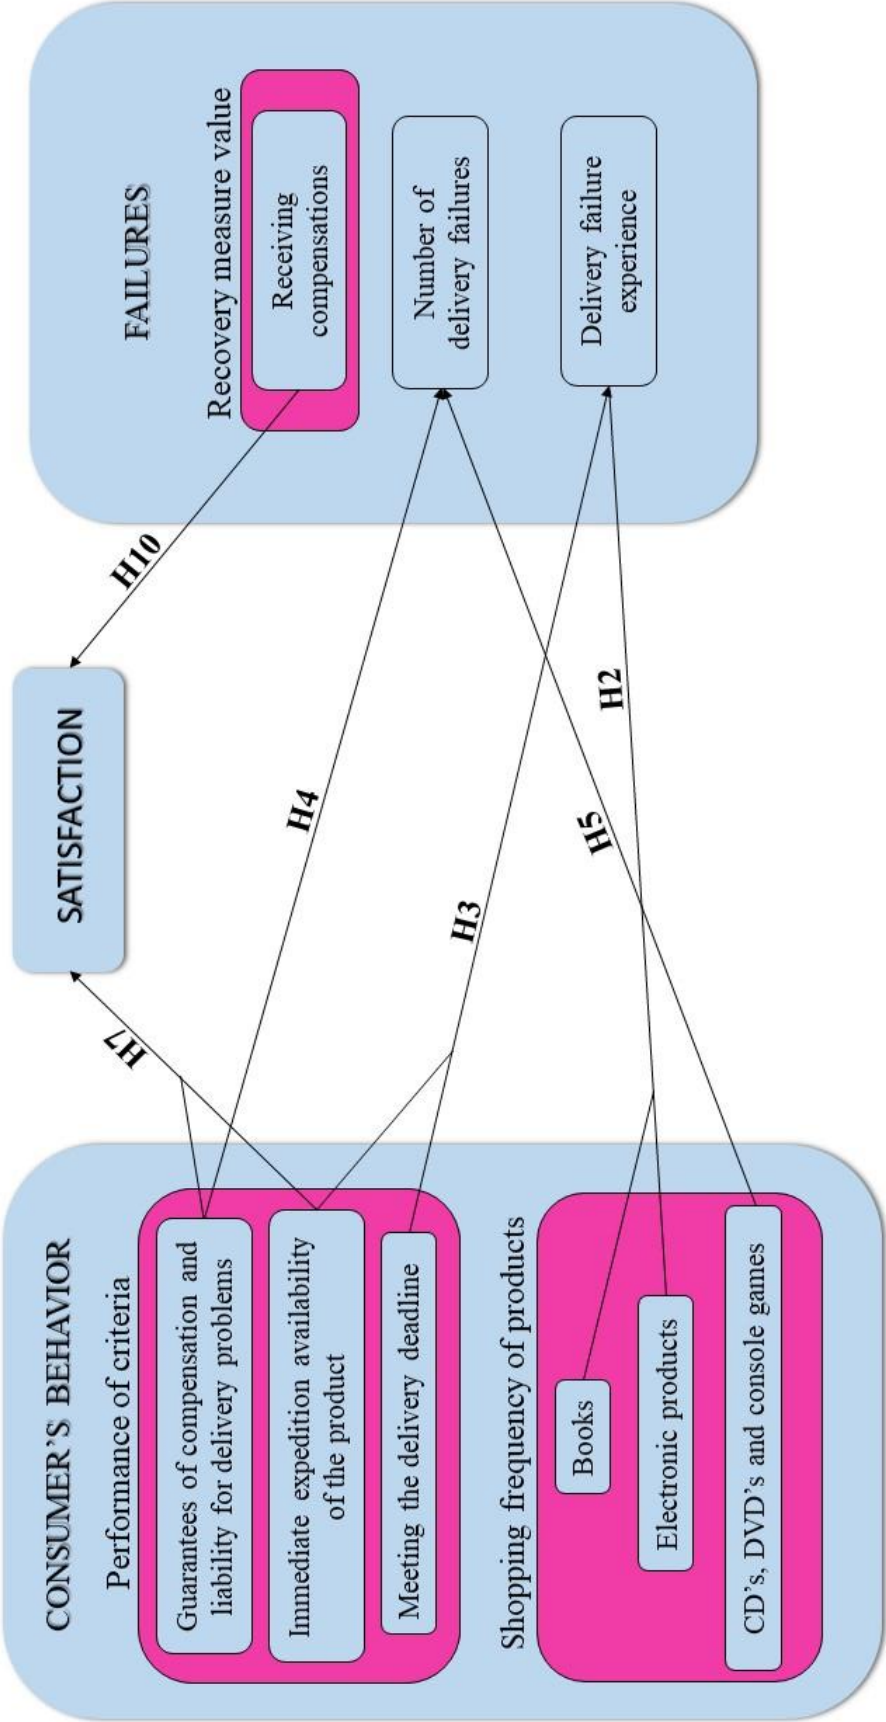 SATISFACTION
H7
H10
CONSUMER'S BEHAVIOR
Performance of criteria
Guarantees of compensation and
liability for delivery problems
Immediate expedition availability
of the product
Meeting the delivery deadline
Shopping frequency of products
Books
Electronic products
CD's, DVD's and console games
H4
H3
H5
H2
FAILURES
Recovery measure value
Receiving
compensations
Number of
delivery failures
Delivery failure
experience